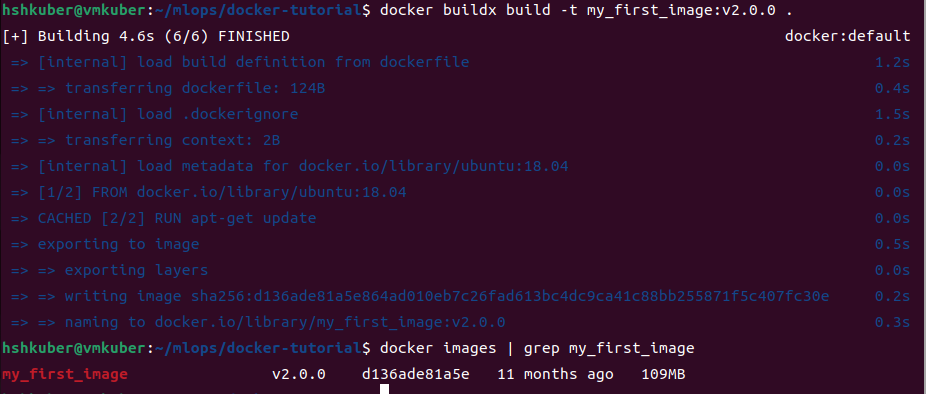 hshkuber@vmkuber:~/mlops/docker-tutorial$ docker buildx build -t my_first_image:v2.0.0 .
[+] Building 4.6s (6/6) FINISHED docker:default
=> [internal] load build definition from dockerfile 1.2s
=> => transferring dockerfile: 124B 0.4s
=> [internal] load .dockerignore 1.5s
=> => transferring context: 2B 0.2s
=> [internal] load metadata for docker.io/library/ubuntu:18.04 0.0s
=> [1/2] FROM docker.io/library/ubuntu:18.04 0.0s
=> CACHED [2/2] RUN apt-get update 0.0s
=> exporting to image 0.5s
=> => exporting layers 0.0s
=> => writing image sha256:d136ade81a5e864ad010eb7c26fad613bc4dc9ca41c88bb255871f5c407fc30e 0.2s
=> => naming to docker.io/library/my_first_image:v2.0.0 0.3s
hshkuber@vmkuber:~/mlops/docker-tutorial$ docker images | grep my_first_image
my_first_image v2.0.0 d136ade81a5e 11 months ago 109MB